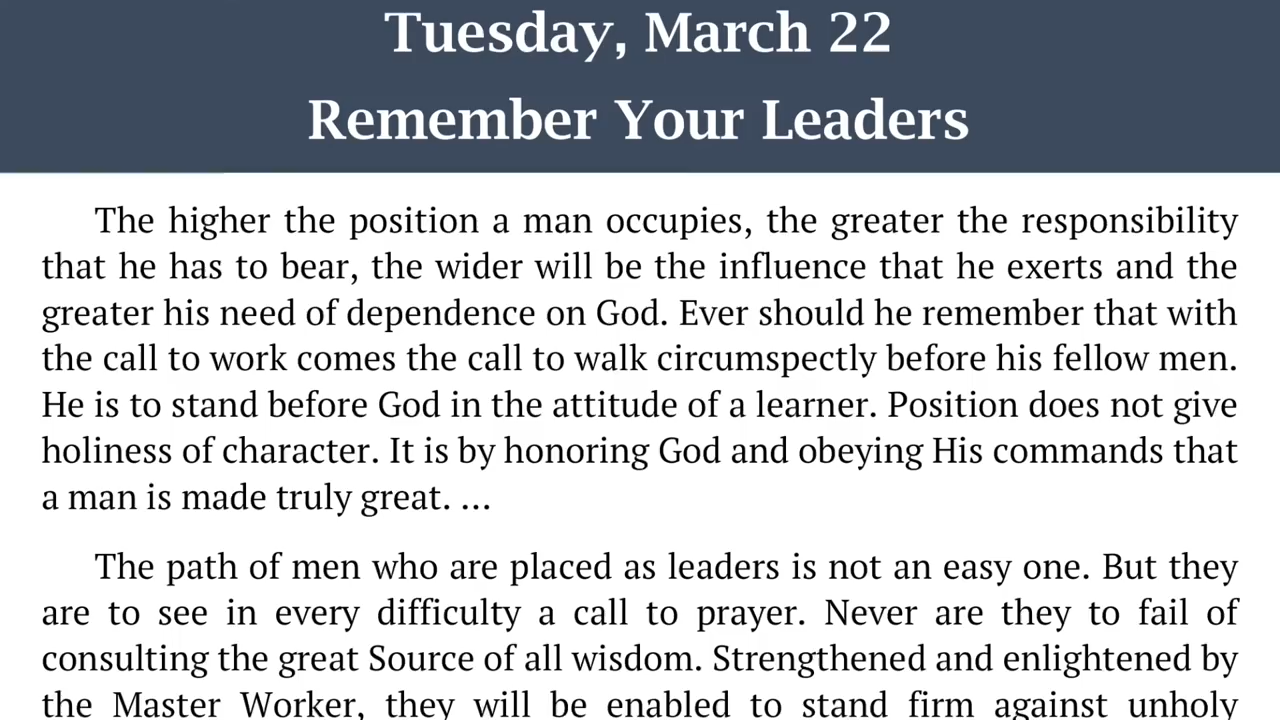 Tuesday, March 22
Remember Your Leaders
The higher the position a man occupies, the greater the responsibility
that he has to bear, the wider will be the influence that he exerts and the
greater his need of dependence on God. Ever should he remember that with
the call to work comes the call to walk circumspectly before his fellow men.
He is to stand before God in the attitude of a learner. Position does not give
holiness of character. It is by honoring God and obeying His commands that
a man is made truly great. ...
The path of men who are placed as leaders is not an easy one. But they
are to see in every difficulty a call to prayer. Never are they to fail of
consulting the great Source of all wisdom. Strengthened and enlightened by
the Master Worker, they will be enabled to stand firm against unholy